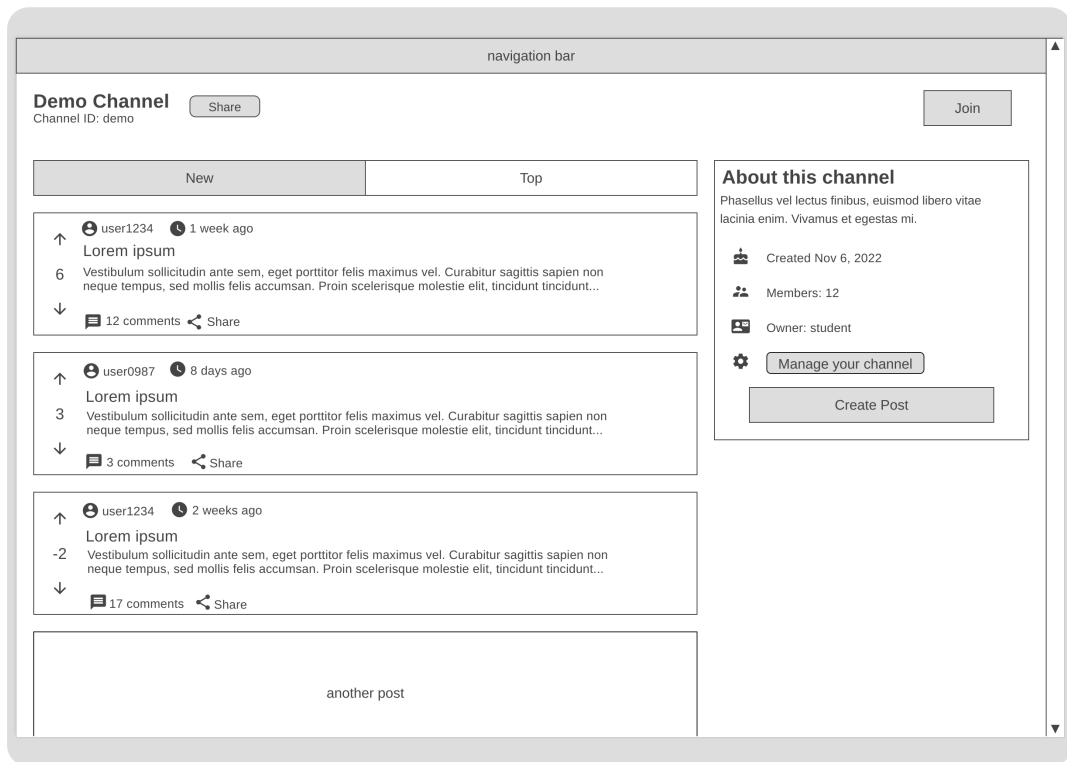 navigation bar
Demo Channel
Share
Channel ID: demo
Join
New
Top
user1234
1 week ago
Lorem ipsum
6
Vestibulum sollicitudin ante sem, eget porttitor felis maximus vel. Curabitur sagittis sapien non
neque tempus, sed mollis felis accumsan. Proin scelerisque molestie elit, tincidunt tincidunt...
12 comments
Share
user0987
8 days ago
Lorem ipsum
3
Vestibulum sollicitudin ante sem, eget porttitor felis maximus vel. Curabitur sagittis sapien non
neque tempus, sed mollis felis accumsan. Proin scelerisque molestie elit, tincidunt tincidunt...
3 comments
Share
user1234
2 weeks ago
Lorem ipsum
-2
Vestibulum sollicitudin ante sem, eget porttitor felis maximus vel. Curabitur sagittis sapien non
neque tempus, sed mollis felis accumsan. Proin scelerisque molestie elit, tincidunt tincidunt...
17 comments
Share
another post
About this channel
Phasellus vel lectus finibus, euismod libero vitae
lacinia enim. Vivamus et egestas mi.
Created Nov 6, 2022
Members: 12
Owner: student
Manage your channel
Create Post